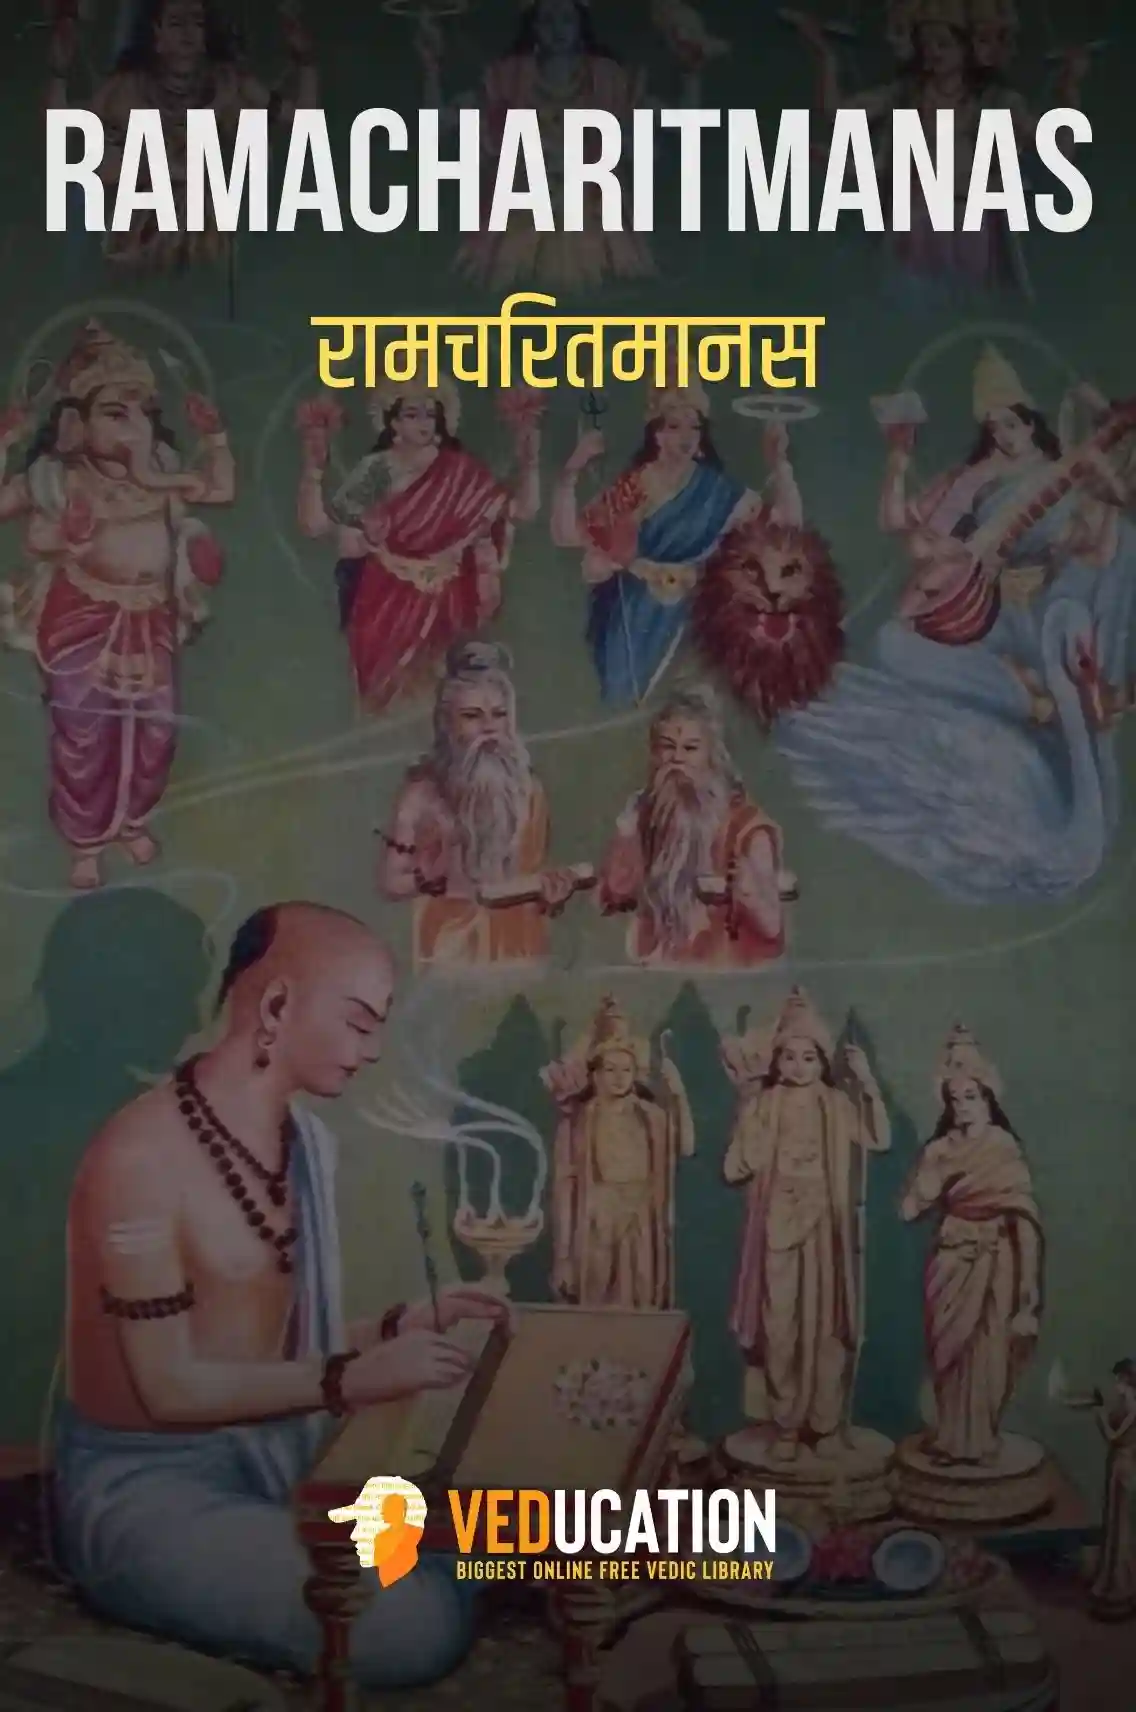 RAMACHARITMANAS
रामचरितमानस
VEDUCATION
BIGGEST ONLINE FREE VEDIC LIBRARY